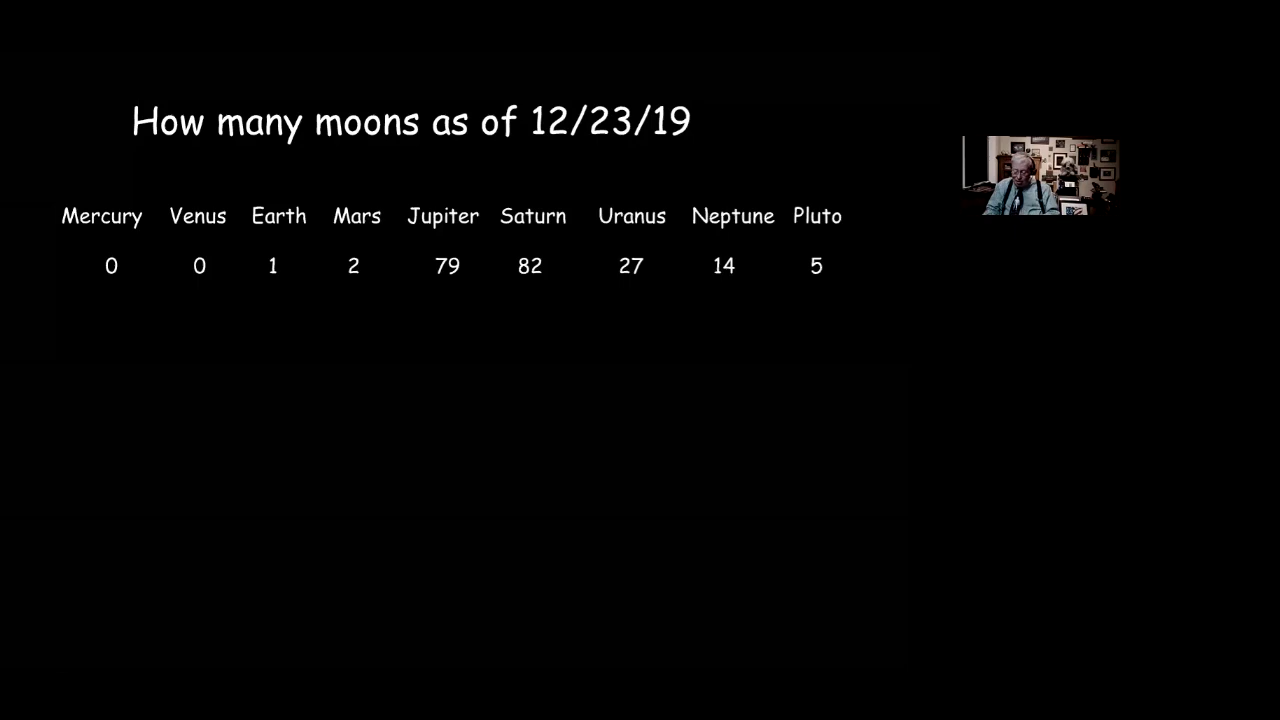 How many moons as of 12/23/19
Mercury Venus Earth Mars Jupiter Saturn Uranus Neptune Pluto
0 0 1 2 79 82 27 14 5